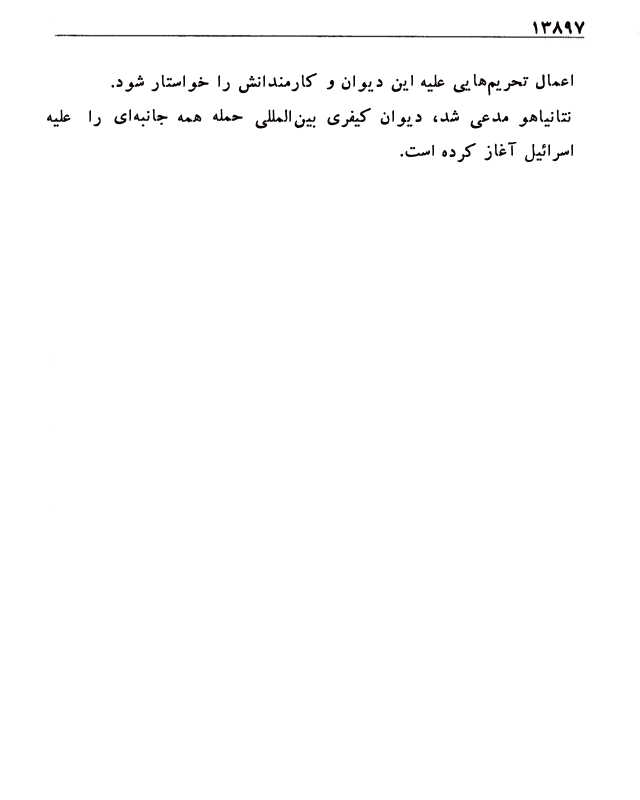 ۱۳۸۹۷
اعمال تحریم‌هایی علیه این دیوان و کارمندانش را خواستار شود.
نتانیاهو مدعی شد، دیوان کیفری بین‌المللی حمله همه جانبه‌ای را علیه
اسرائیل آغاز کرده است.